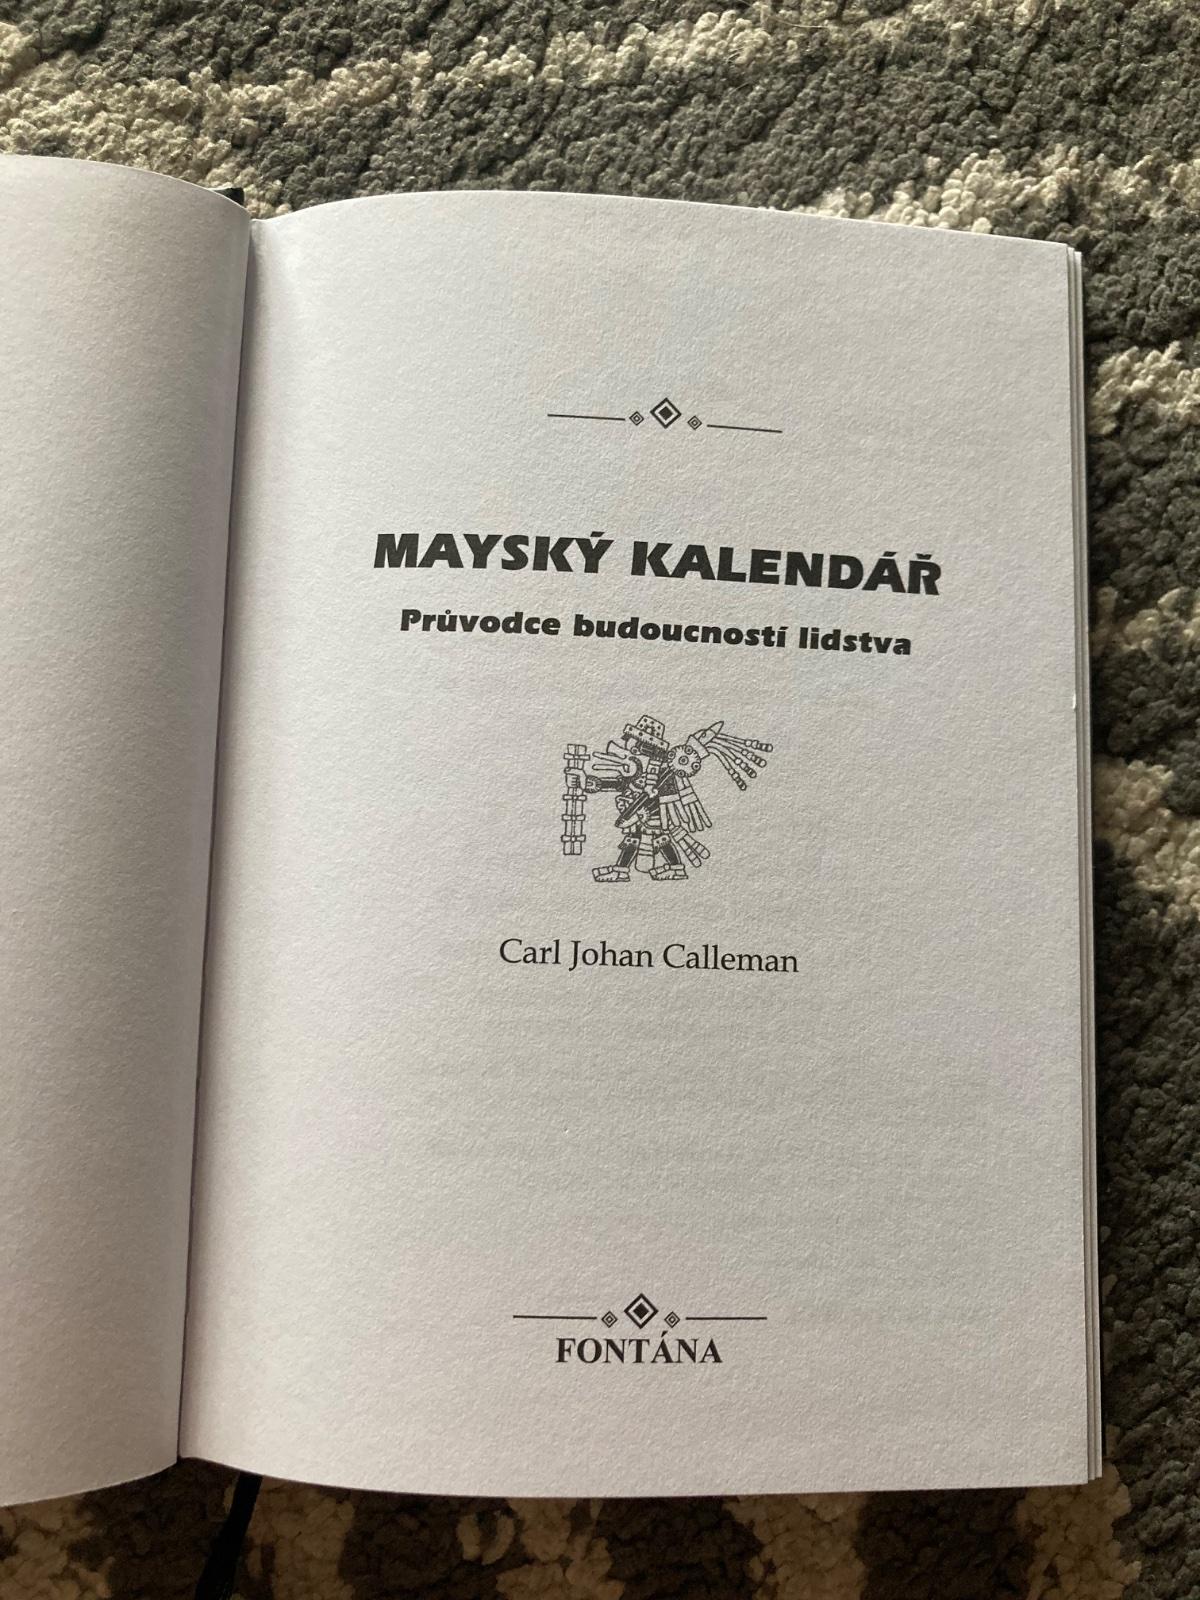 MAYSKÝ KALENDÁŘ
Průvodce budoucností lidstva
Carl Johan Calleman
FONTÁNA